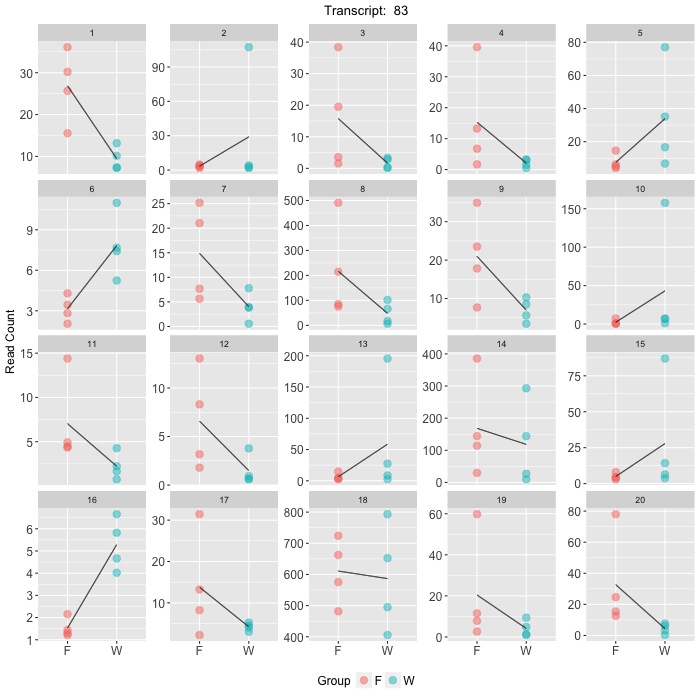 Transcript: 83
1 2 3 4 5
30 20 10
90 60 30 0
40 30 20 10 0
40 30 20 10 0
80 60 40 20
6 7 8 9 10
9 6 3
25 20 15 10 5 0
500 400 300 200 100 0
30 20 10
150 100 50 0
Read Count
11 12 13 14 15
15 10 5
10 5 0
200 150 100 50 0
400 300 200 100 0
75 50 25 0
16 17 18 19 20
6 5 4 3 2 1
30 20 10
800 700 600 500 400
60 40 20 0
80 60 40 20 0
F W F W F W F W F W
Group F W